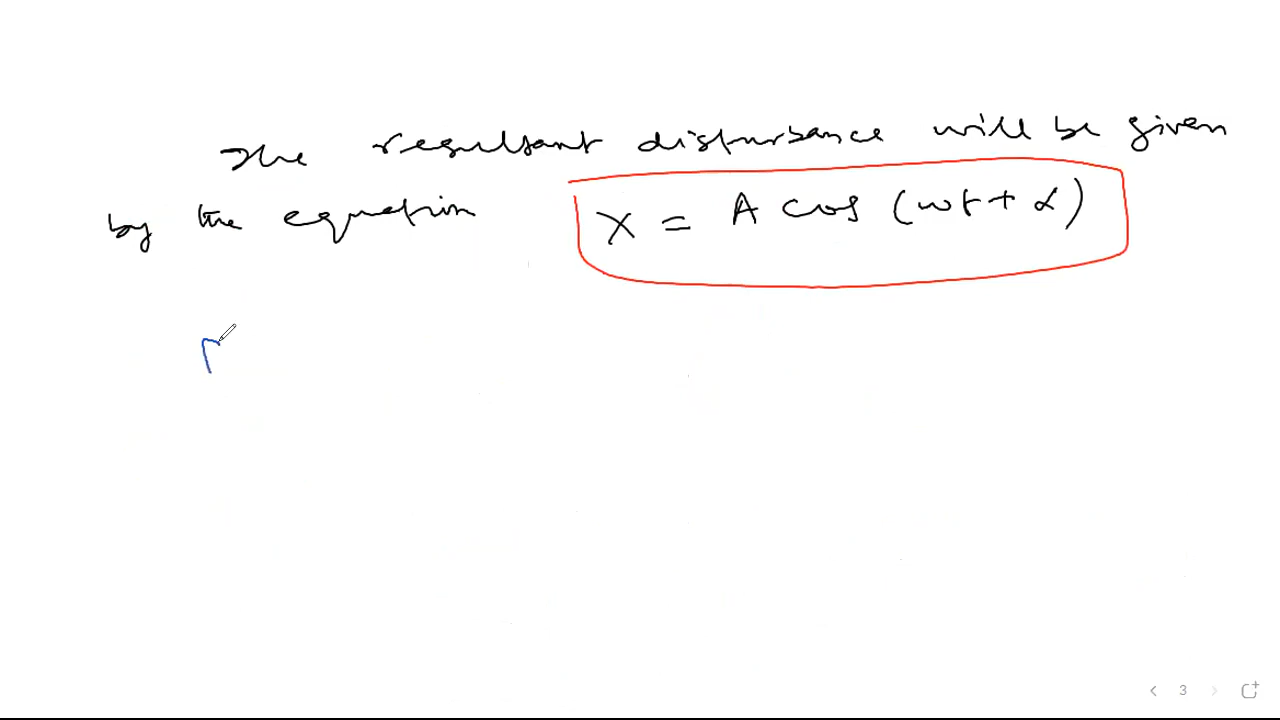 The resultant disturbance will be given
by the equation X = A cos (ωt + α)
3